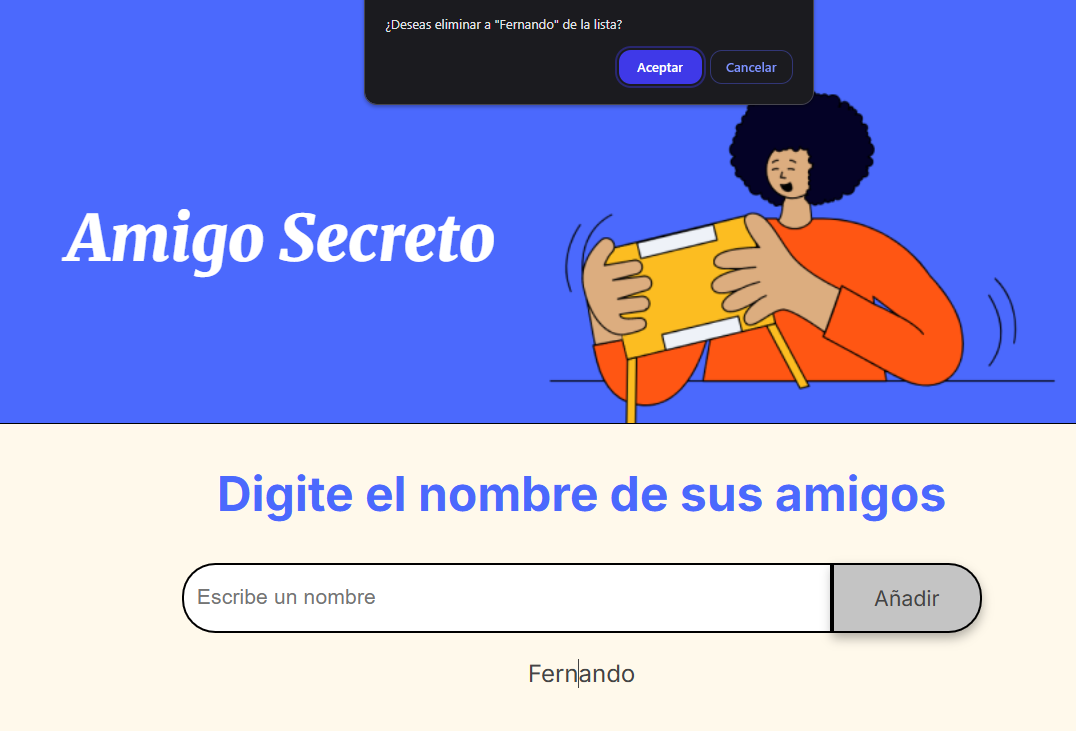 ¿Deseas eliminar a "Fernando" de la lista?
Aceptar
Cancelar
Amigo Secreto
Digite el nombre de sus amigos
Escribe un nombre
Añadir
Fernando